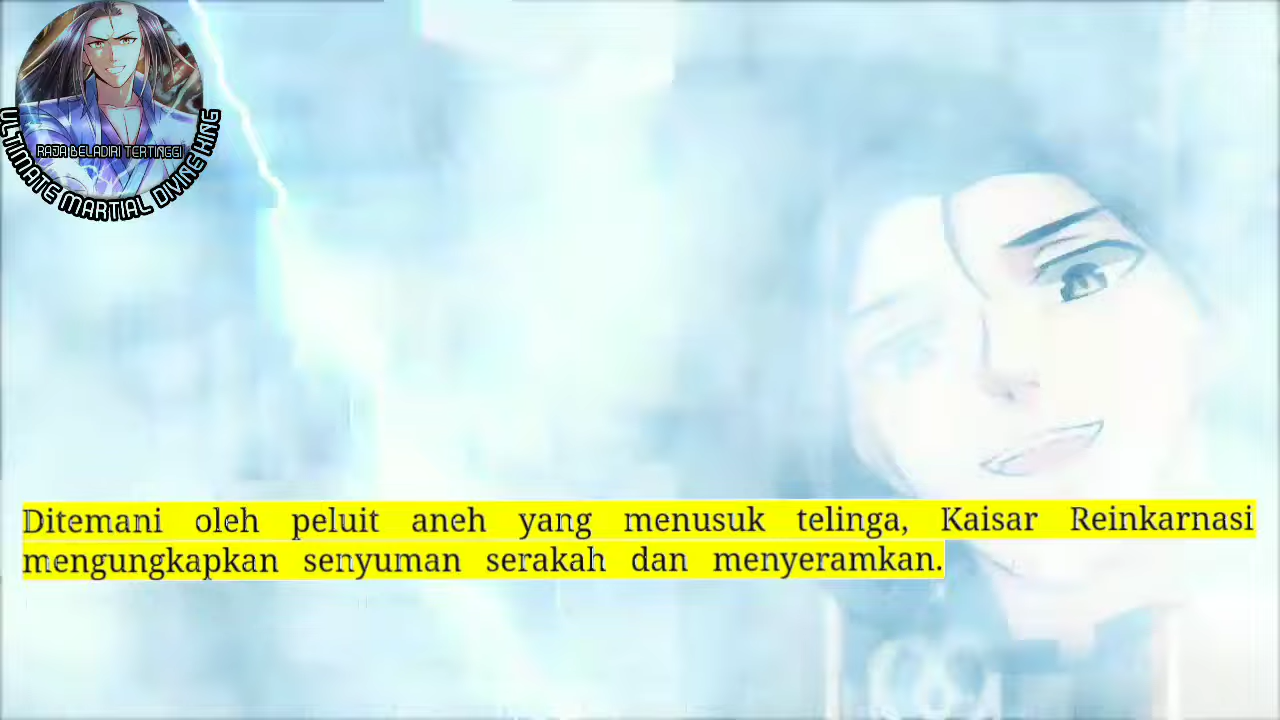 RAJA BELADIRI TERTINGGI
ULTIMATE MARTIAL DIVINE KING
Ditemani oleh peluit aneh yang menusuk telinga, Kaisar Reinkarnasi
mengungkapkan senyuman serakah dan menyeramkan.